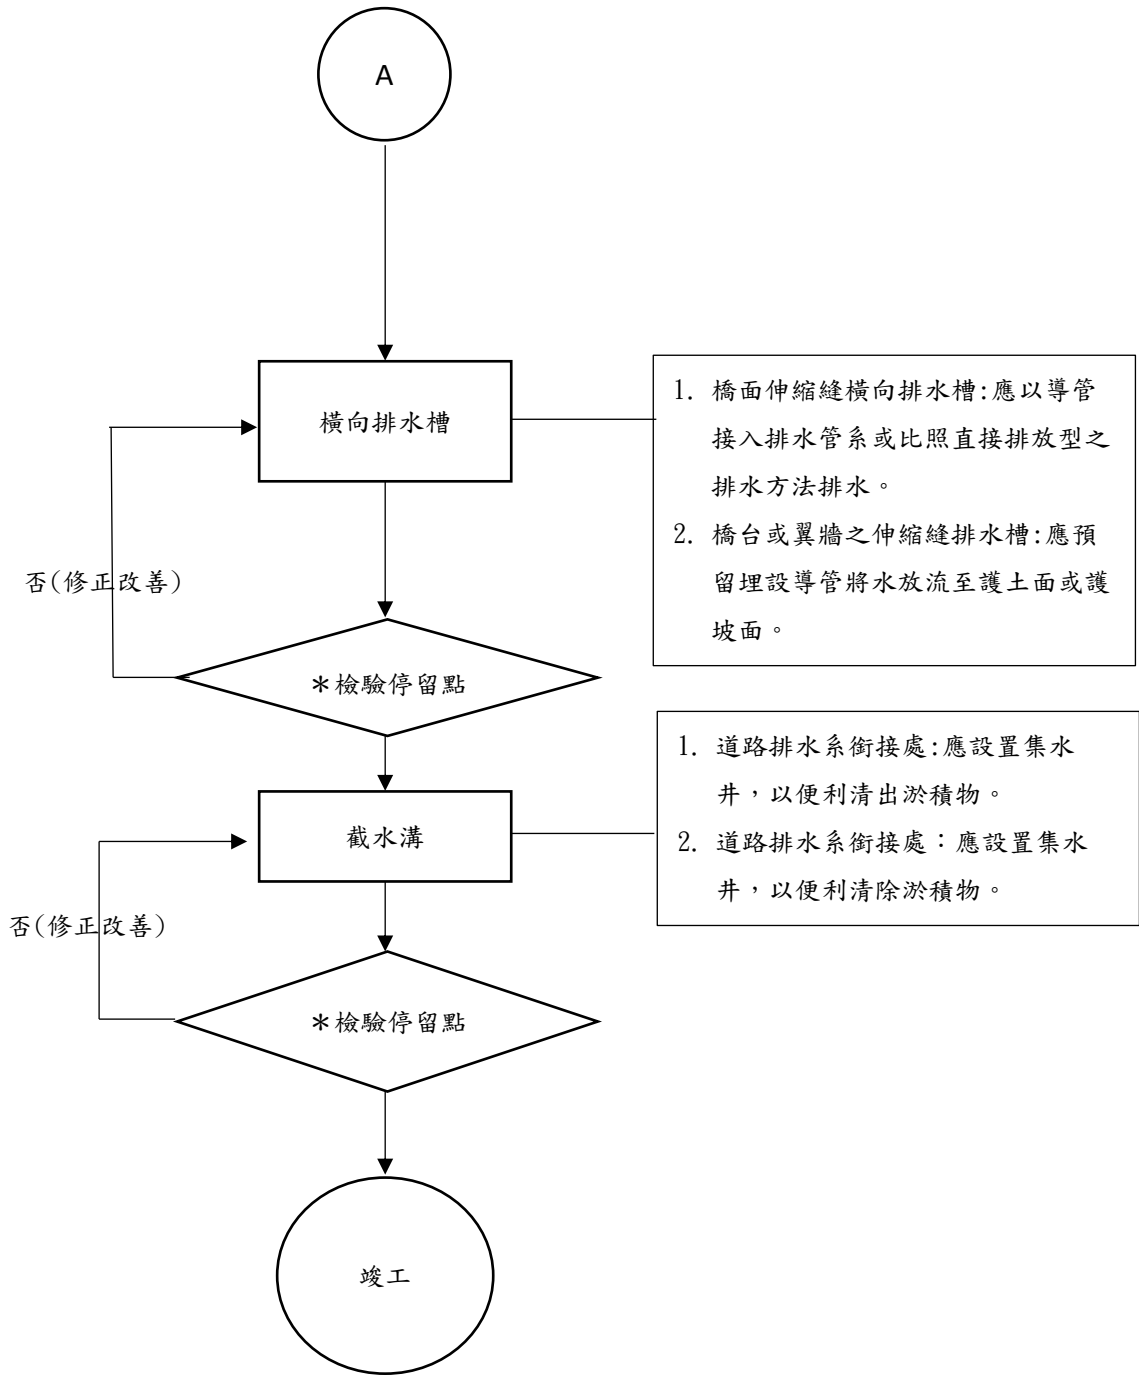 A
橫向排水槽
1. 橋面伸縮縫橫向排水槽:應以導管
接入排水管系或比照直接排放型之
排水方法排水。
2. 橋台或翼牆之伸縮縫排水槽:應預
留埋設導管將水放流至護土面或護
坡面。
否(修正改善)
＊檢驗停留點
截水溝
1. 道路排水系銜接處:應設置集水
井，以便利清出淤積物。
2. 道路排水系銜接處：應設置集水
井，以便利清除淤積物。
否(修正改善)
＊檢驗停留點
竣工